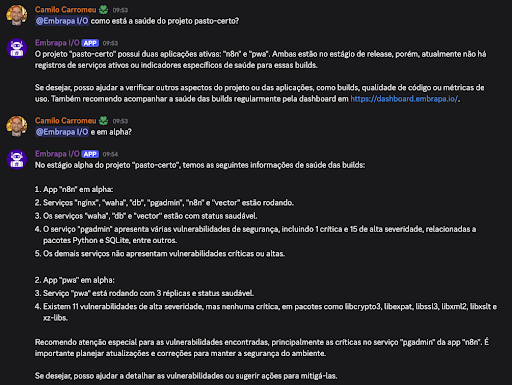 Camilo Carromeu 09:53
@Embrapa I/O como está a saúde do projeto pasto-certo?
Embrapa I/O APP 09:53
O projeto "pasto-certo" possui duas aplicações ativas: "n8n" e "pwa". Ambas estão no estágio de release, porém, atualmente não há
registros de serviços ativos ou indicadores específicos de saúde para essas builds.
Se desejar, posso ajudar a verificar outros aspectos do projeto ou das aplicações, como builds, qualidade de código ou métricas de
uso. Também recomendo acompanhar a saúde das builds regularmente pela dashboard em https://dashboard.embrapa.io/.
Camilo Carromeu 09:53
@Embrapa I/O e em alpha?
Embrapa I/O APP 09:54
No estágio alpha do projeto "pasto-certo", temos as seguintes informações de saúde das builds:
1. App "n8n" em alpha:
2. Serviços "nginx", "waha", "db", "pgadmin", "n8n" e "vector" estão rodando.
3. Os serviços "waha", "db" e "vector" estão com status saudável.
4. O serviço "pgadmin" apresenta várias vulnerabilidades de segurança, incluindo 1 crítica e 15 de alta severidade, relacionadas a
pacotes Python e SQLite, entre outros.
5. Os demais serviços não apresentam vulnerabilidades críticas ou altas.
2. App "pwa" em alpha:
3. Serviço "pwa" está rodando com 3 réplicas e status saudável.
4. Existem 11 vulnerabilidades de alta severidade, mas nenhuma crítica, em pacotes como libcrypto3, libexpat, libssl3, libxml2, libxslt e
xz-libs.
Recomendo atenção especial para as vulnerabilidades encontradas, principalmente as críticas no serviço "pgadmin" da app "n8n". É
importante planejar atualizações e correções para manter a segurança do ambiente.
Se desejar, posso ajudar a detalhar as vulnerabilidades ou sugerir ações para mitigá-las.